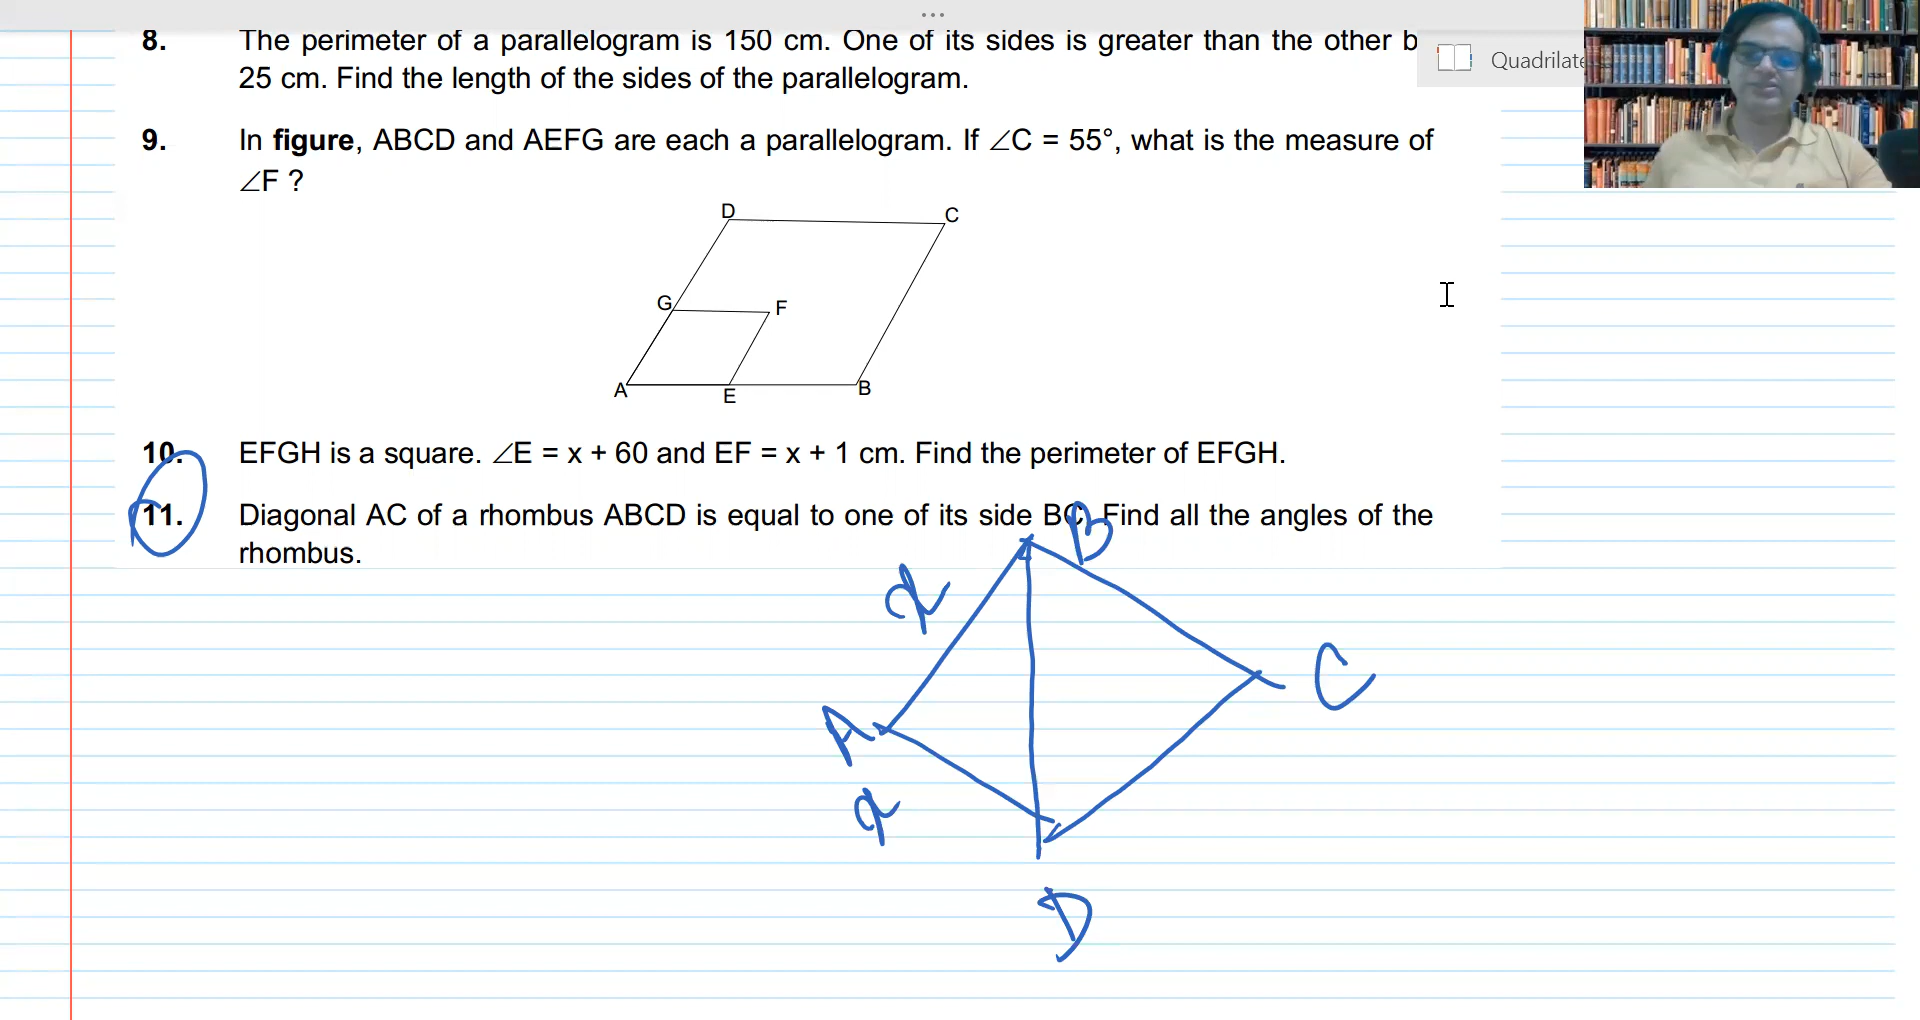 8. The perimeter of a parallelogram is 150 cm. One of its sides is greater than the other b
25 cm. Find the length of the sides of the parallelogram.
Quadrilate
9. In figure, ABCD and AEFG are each a parallelogram. If ∠C = 55°, what is the measure of
∠F ?
D C
G F
A E B
10. EFGH is a square. ∠E = x + 60 and EF = x + 1 cm. Find the perimeter of EFGH.
11. Diagonal AC of a rhombus ABCD is equal to one of its side BC. Find all the angles of the
rhombus.
B
x
C
A
x
D